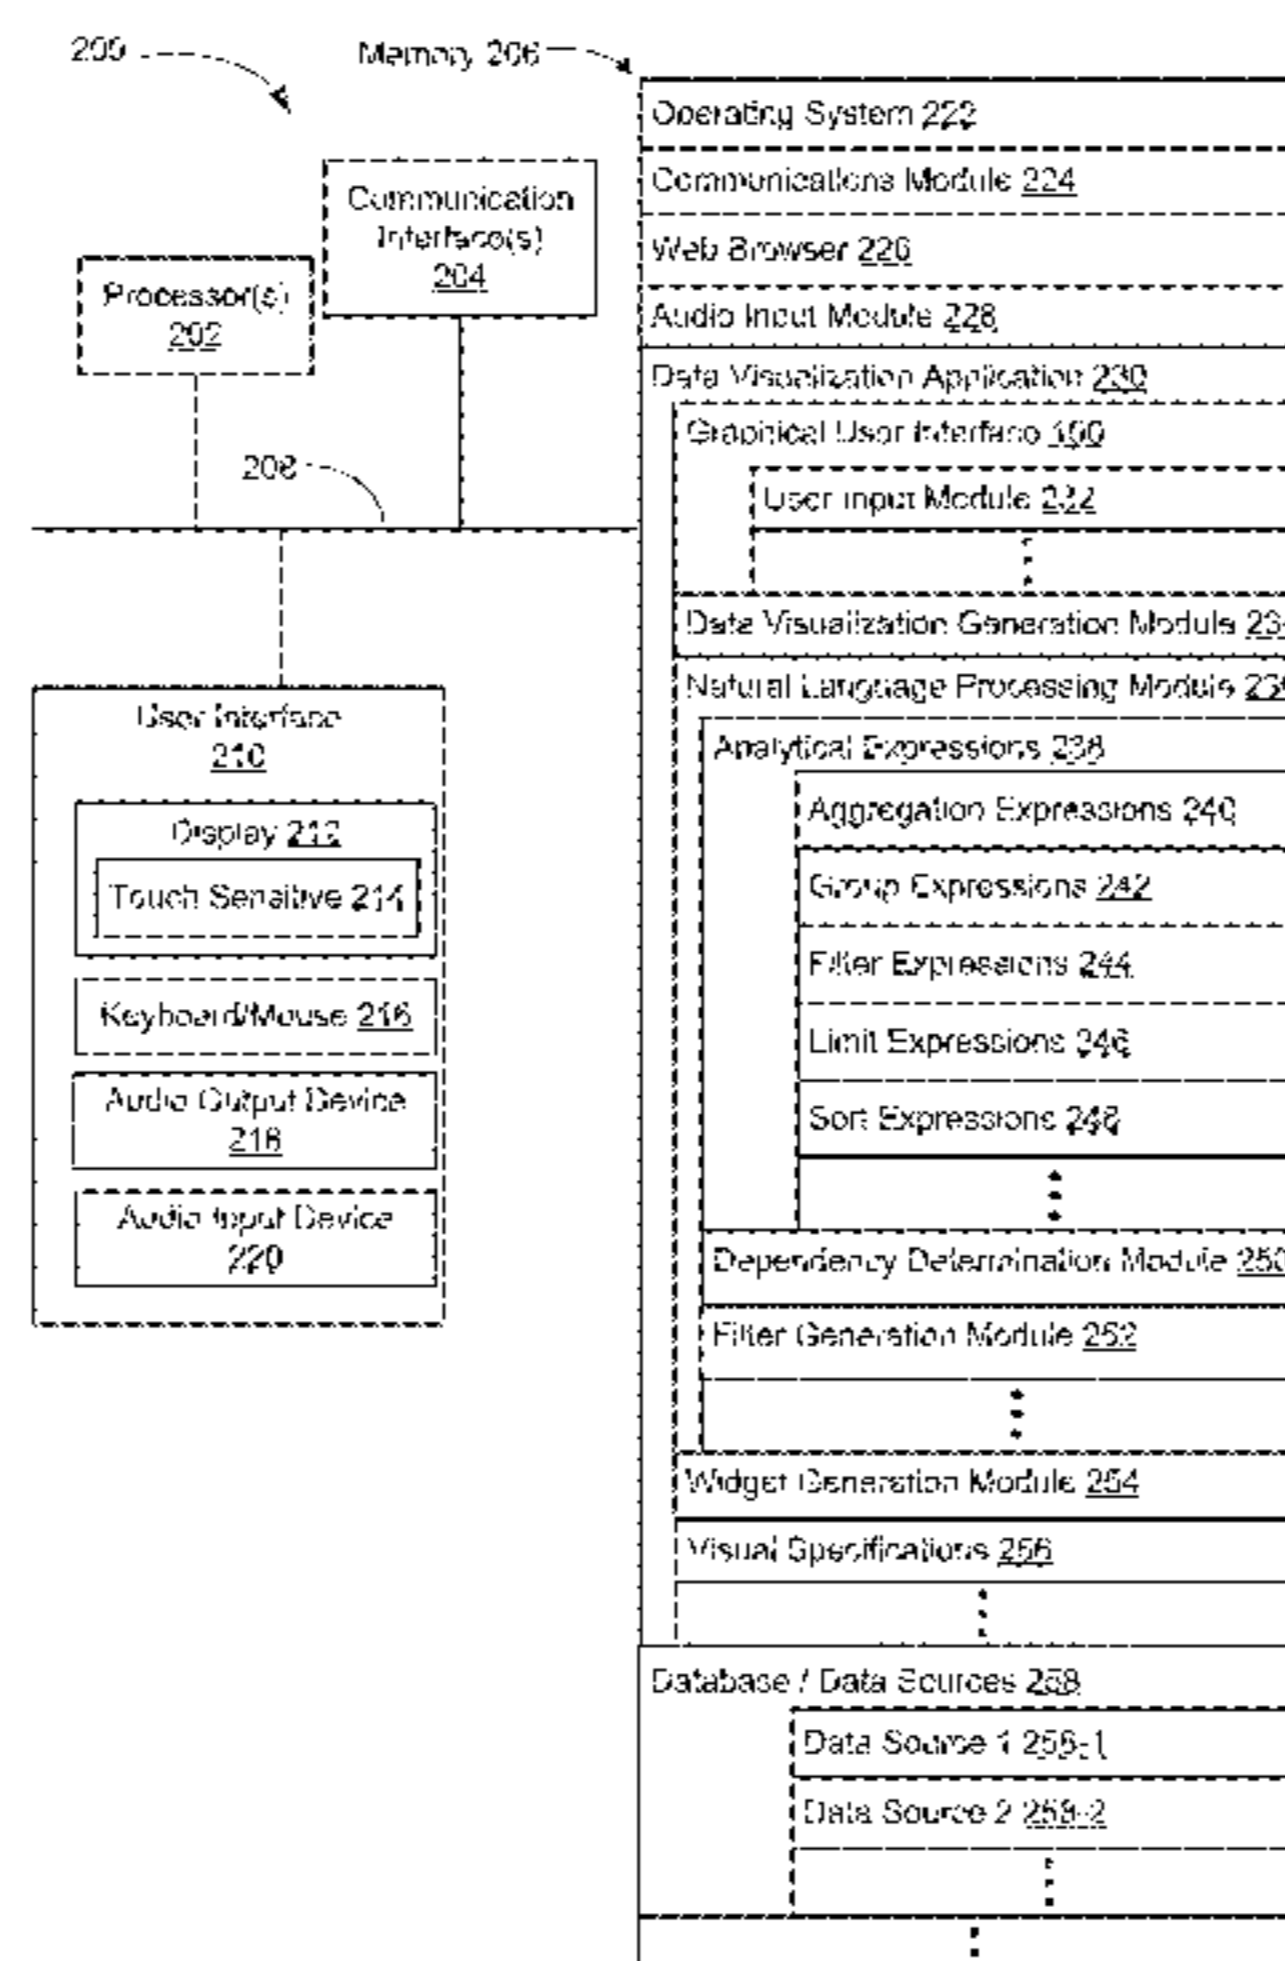 200
Memory 206
Communication
Interface(s)
204
Processor(s)
202
208
User Interface
210
Display 212
Touch Sensitive 214
Keyboard/Mouse 216
Audio Output Device
218
Audio Input Device
220
Operating System 222
Communications Module 224
Web Browser 226
Audio Input Module 228
Data Visualization Application 230
Graphical User Interface 100
User Input Module 232
Data Visualization Generation Module
Natural Language Processing Module
Analytical Expressions 238
Aggregation Expressions 240
Group Expressions 242
Filter Expressions 244
Limit Expressions 246
Sort Expressions 248
Dependency Determination Module 250
Filter Generation Module 252
Widget Generation Module 254
Visual Specifications 256
Database / Data Sources 258
Data Source 1 258-1
Data Source 2 258-2